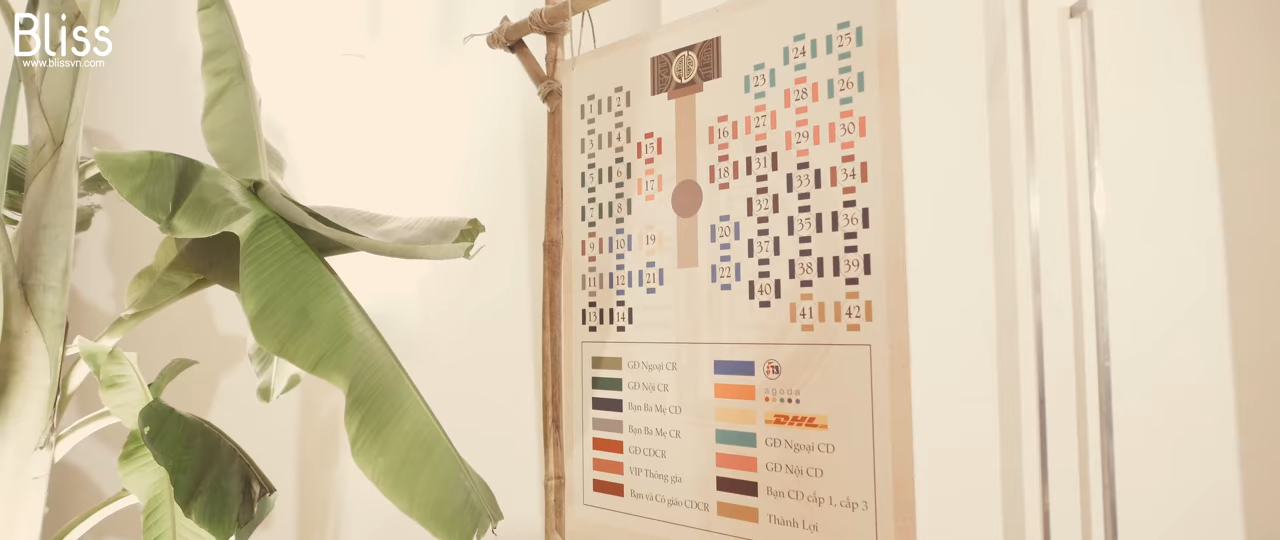 Bliss
www.blissvn.com
25
24
23
26
28
2
1
27
30
16
29
4
3
15
31
18
34
6
5
33
17
32
8
7
36
35
20
19
10
9
37
39
38
22
21
12
11
40
42
41
14
13
GĐ Ngoại CR
GĐ Nội CR
Bạn Ba Mẹ CD
Bạn Ba Mẹ CR
GĐ CDCR
VIP Thông gia
Bạn và Cô giáo CDCR
agoda
DHL
GĐ Ngoại CD
GĐ Nội CD
Bạn CD cấp 1, cấp 3
Thành Lợi